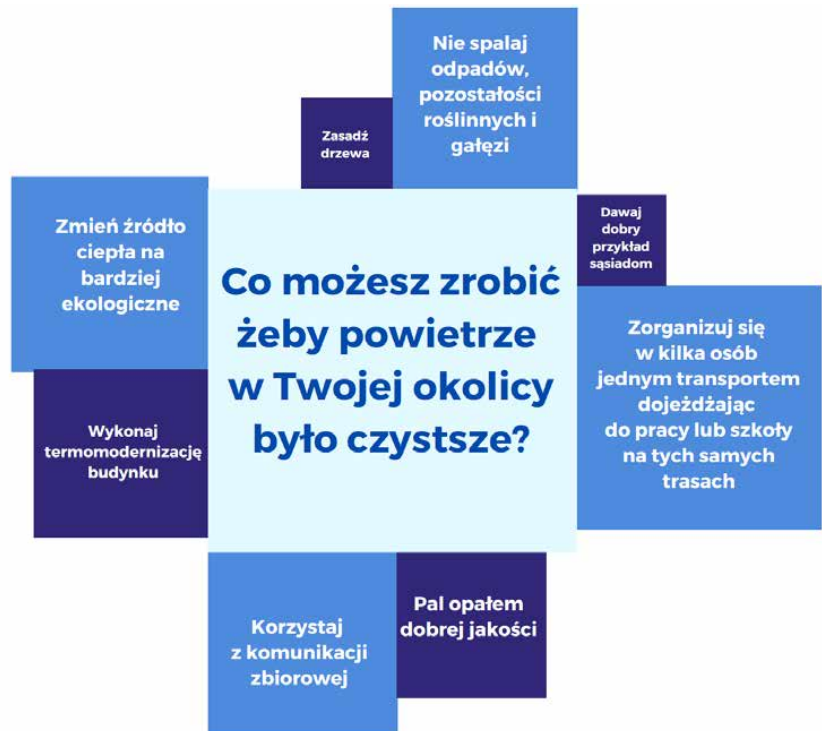 Nie spalaj
odpadów,
pozostałości
roślinnych i
gałęzi
Zasadź
drzewa
Dawaj
dobry
przykład
sąsiadom
Zmień źródło
ciepła na
bardziej
ekologiczne
Co możesz zrobić
żeby powietrze
w Twojej okolicy
było czystsze?
Zorganizuj się
w kilka osób
jednym transportem
dojeżdżając
do pracy lub szkoły
na tych samych
trasach
Wykonaj
termomodernizację
budynku
Korzystaj
z komunikacji
zbiorowej
Pal opałem
dobrej jakości